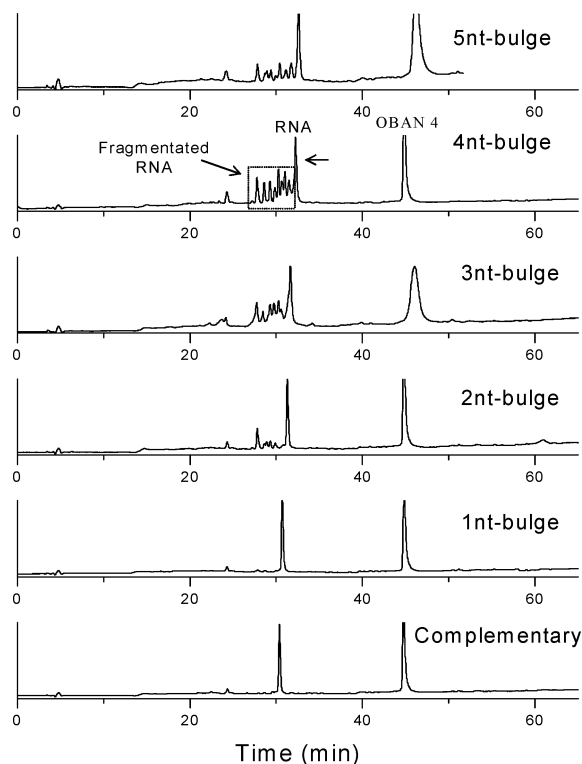 5nt-bulge
0 20 40 60
OBAN 4
RNA
4nt-bulge
Fragmentated
RNA
0 20 40 60
3nt-bulge
0 20 40 60
2nt-bulge
0 20 40 60
1nt-bulge
0 20 40 60
Complementary
0 20 40 60
Time (min)